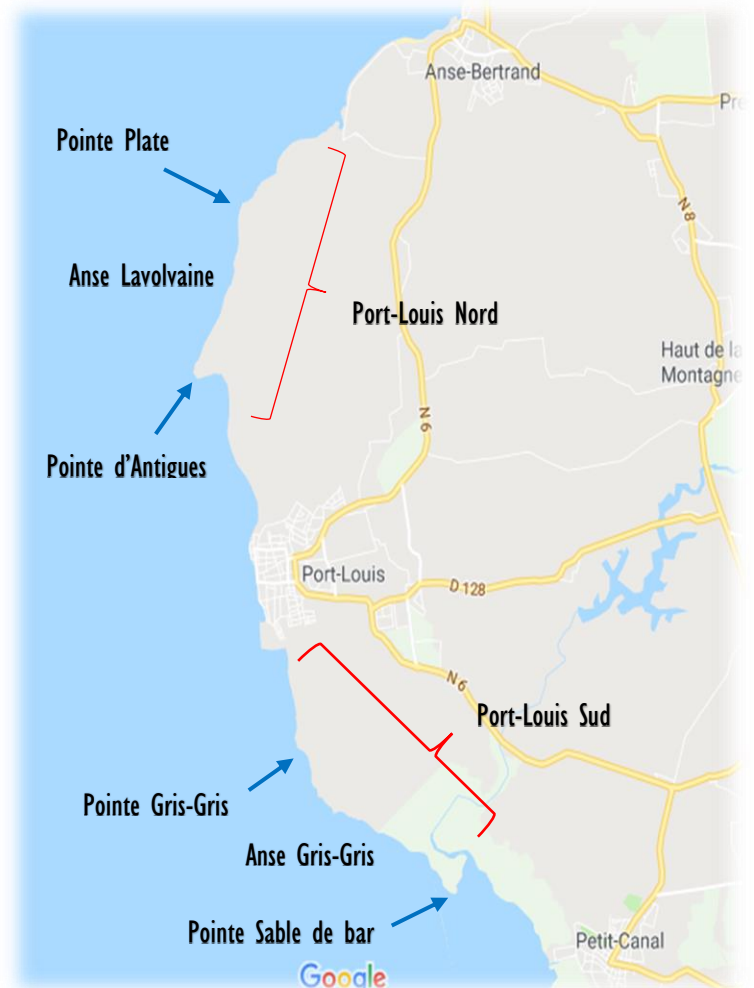 Anse-Bertrand
Pre
Pointe Plate
N 8
Anse Lavolvaine
Port-Louis Nord
Haut de la
Montagne
N 6
Pointe d'Antigues
Port-Louis
D 128
N 6
Port-Louis Sud
Pointe Gris-Gris
Anse Gris-Gris
Pointe Sable de bar
Petit-Canal
Google